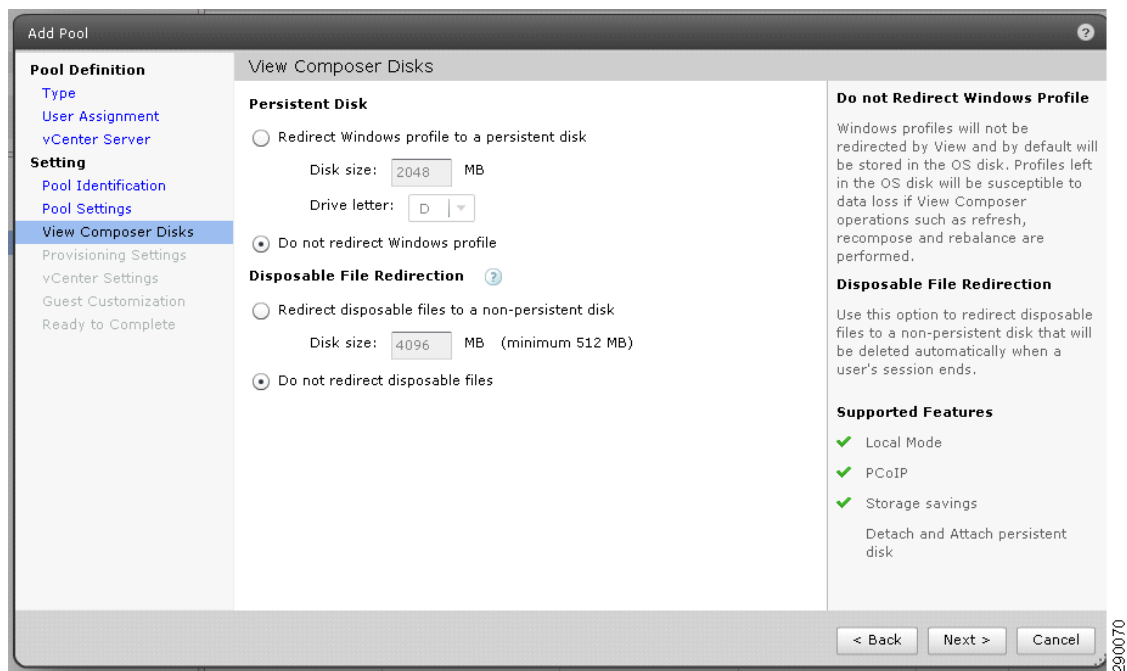 Add Pool
?
Pool Definition
Type
User Assignment
vCenter Server
Setting
Pool Identification
Pool Settings
View Composer Disks
Provisioning Settings
vCenter Settings
Guest Customization
Ready to Complete
View Composer Disks
Persistent Disk
Redirect Windows profile to a persistent disk
Disk size: 2048 MB
Drive letter: D
Do not redirect Windows profile
Disposable File Redirection ?
Redirect disposable files to a non-persistent disk
Disk size: 4096 MB (minimum 512 MB)
Do not redirect disposable files
Do not Redirect Windows Profile
Windows profiles will not be
redirected by View and by default will
be stored in the OS disk. Profiles left
in the OS disk will be susceptible to
data loss if View Composer
operations such as refresh,
recompose and rebalance are
performed.
Disposable File Redirection
Use this option to redirect disposable
files to a non-persistent disk that will
be deleted automatically when a
user's session ends.
Supported Features
Local Mode
PCoIP
Storage savings
Detach and Attach persistent
disk
< Back Next > Cancel
290070